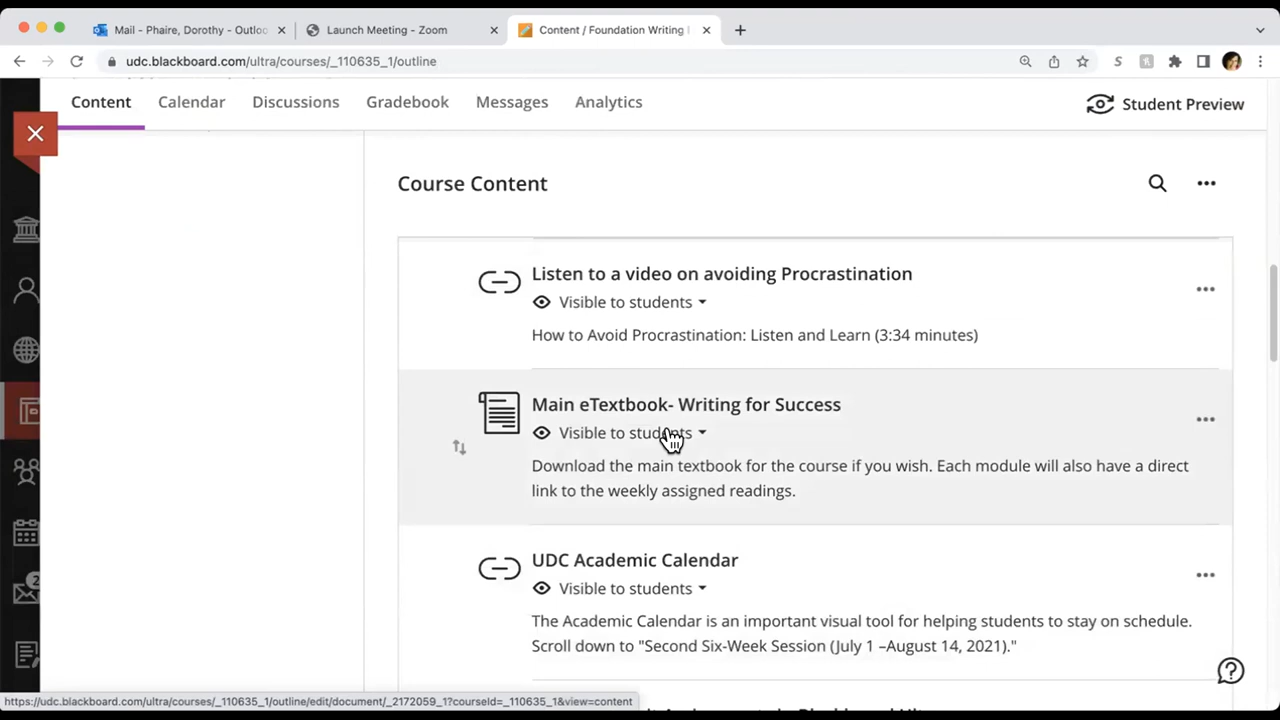 Mail - Phaire, Dorothy - Outloo
Launch Meeting - Zoom
Content / Foundation Writing
udc.blackboard.com/ultra/courses/_110635_1/outline
Content
Calendar
Discussions
Gradebook
Messages
Analytics
Student Preview
Course Content
Listen to a video on avoiding Procrastination
Visible to students
How to Avoid Procrastination: Listen and Learn (3:34 minutes)
Main eTextbook- Writing for Success
Visible to students
Download the main textbook for the course if you wish. Each module will also have a direct
link to the weekly assigned readings.
UDC Academic Calendar
Visible to students
The Academic Calendar is an important visual tool for helping students to stay on schedule.
Scroll down to "Second Six-Week Session (July 1 –August 14, 2021)."
2
https://udc.blackboard.com/ultra/courses/_110635_1/outline/edit/document/_2172059_1?courseId=_110635_1&view=content